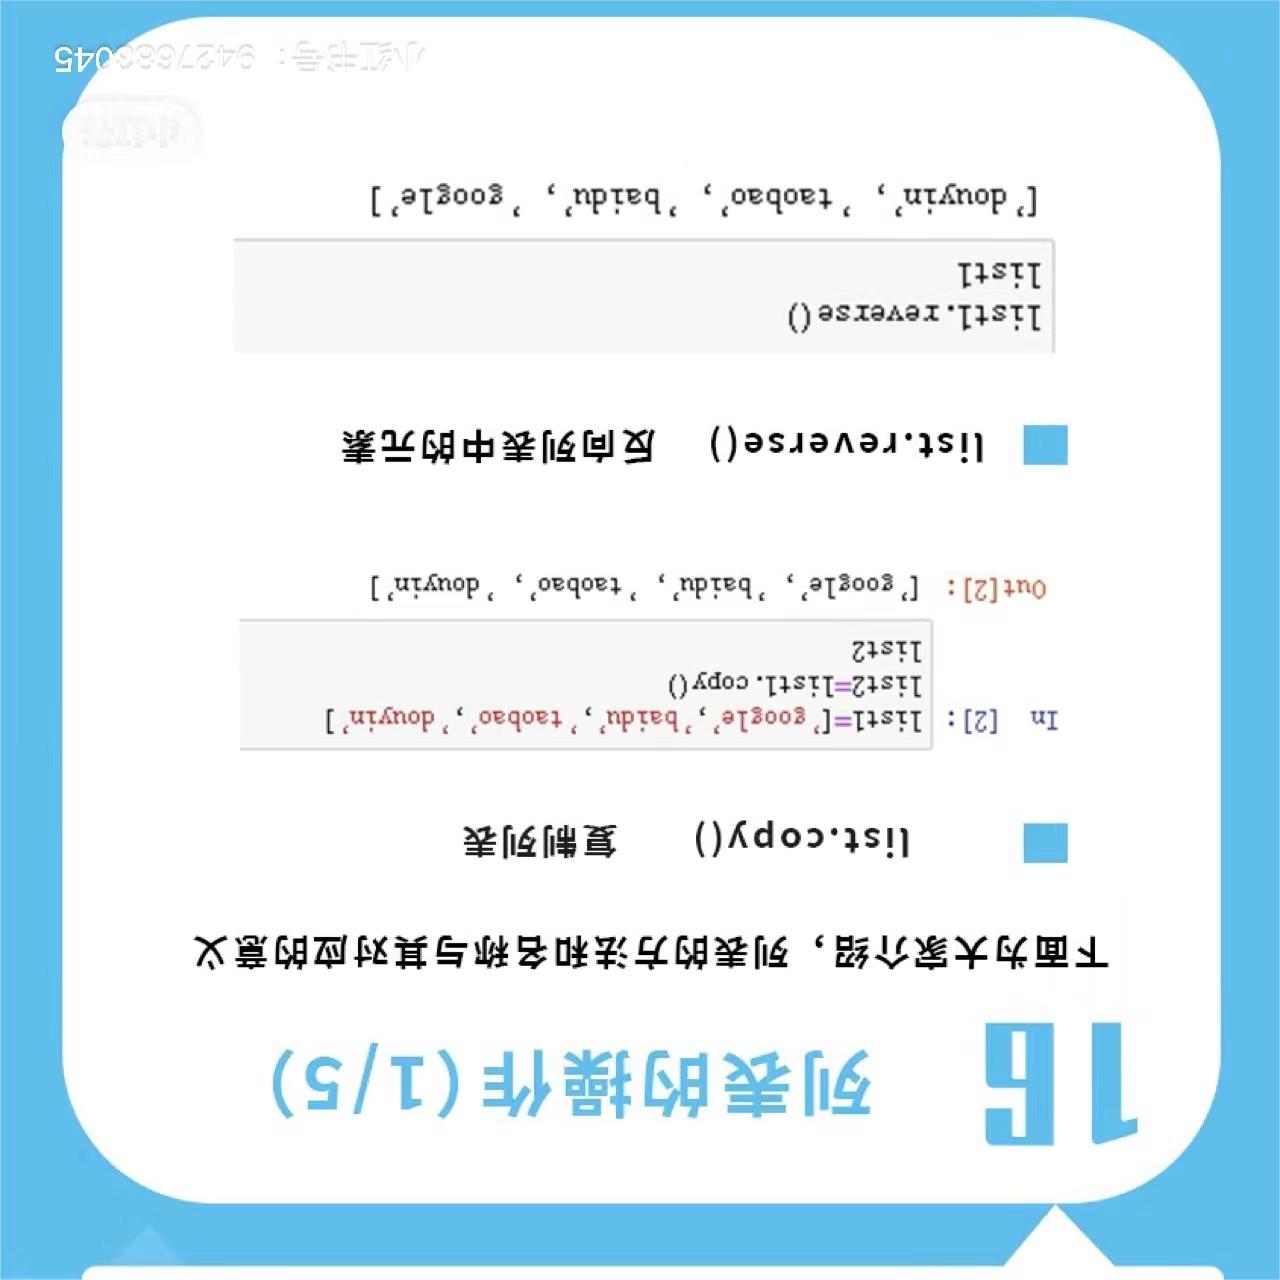 16 列表的操作(1/5)
下面为大家介绍，列表的方法和名称与其对应的意义
list.copy() 复制列表
In [2]: list1=['google','baidu','taobao','douyin']
list2=list1.copy()
list2
Out[2]: ['google', 'baidu', 'taobao', 'douyin']
list.reverse() 反向列表中的元素
list1.reverse()
list1
['douyin', 'taobao', 'baidu', 'google']
小红书号：9427683045